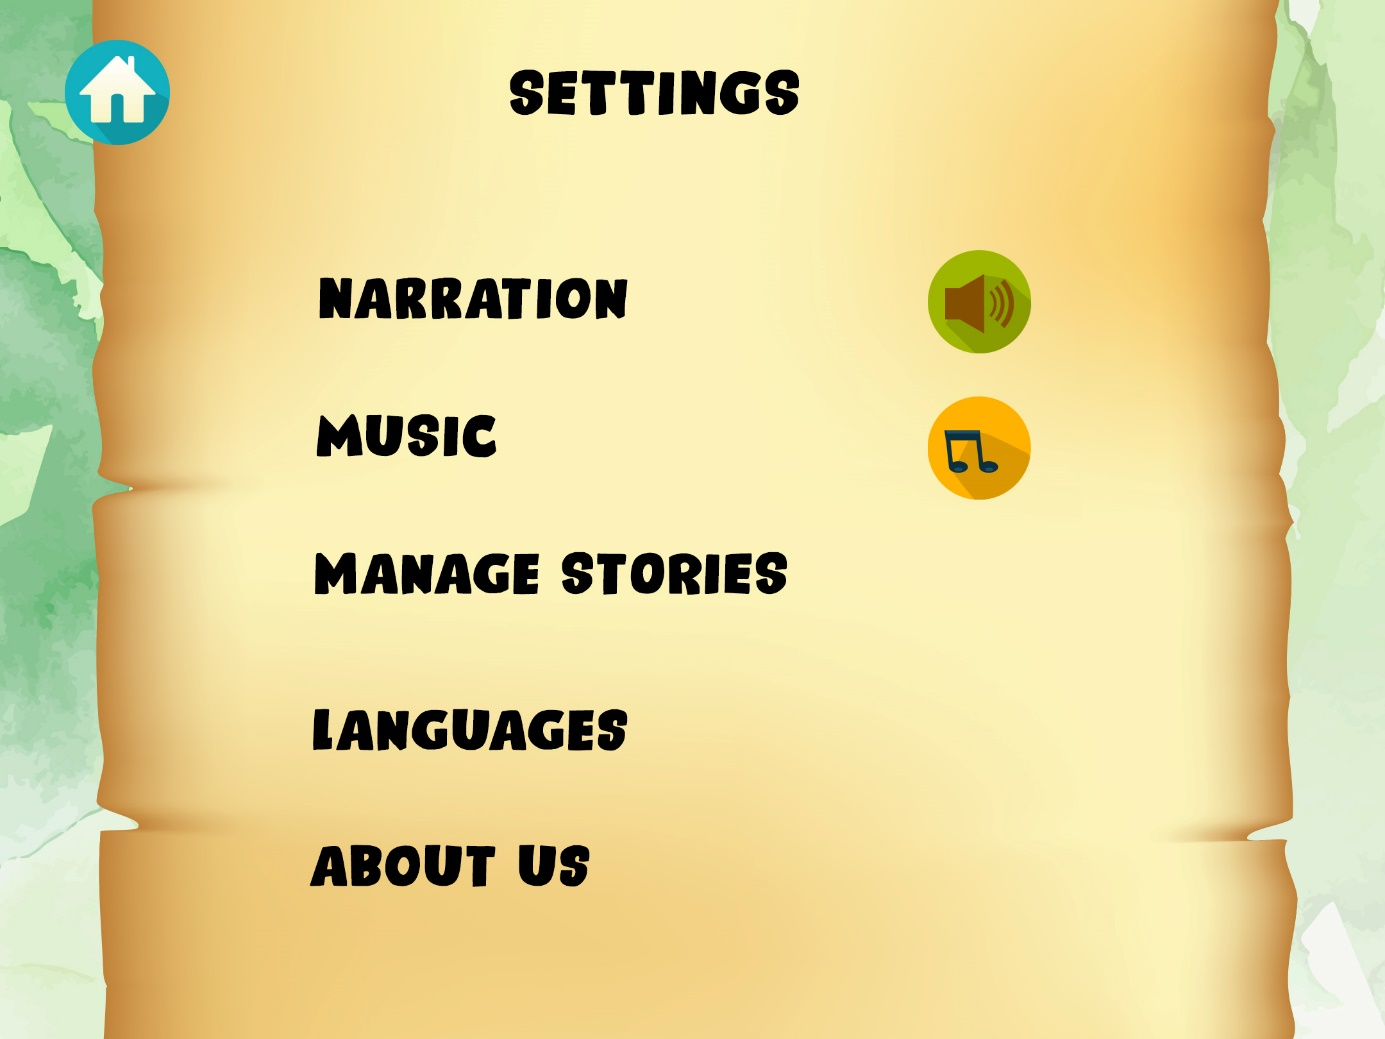 SETTINGS
NARRATION
MUSIC
MANAGE STORIES
LANGUAGES
ABOUT US